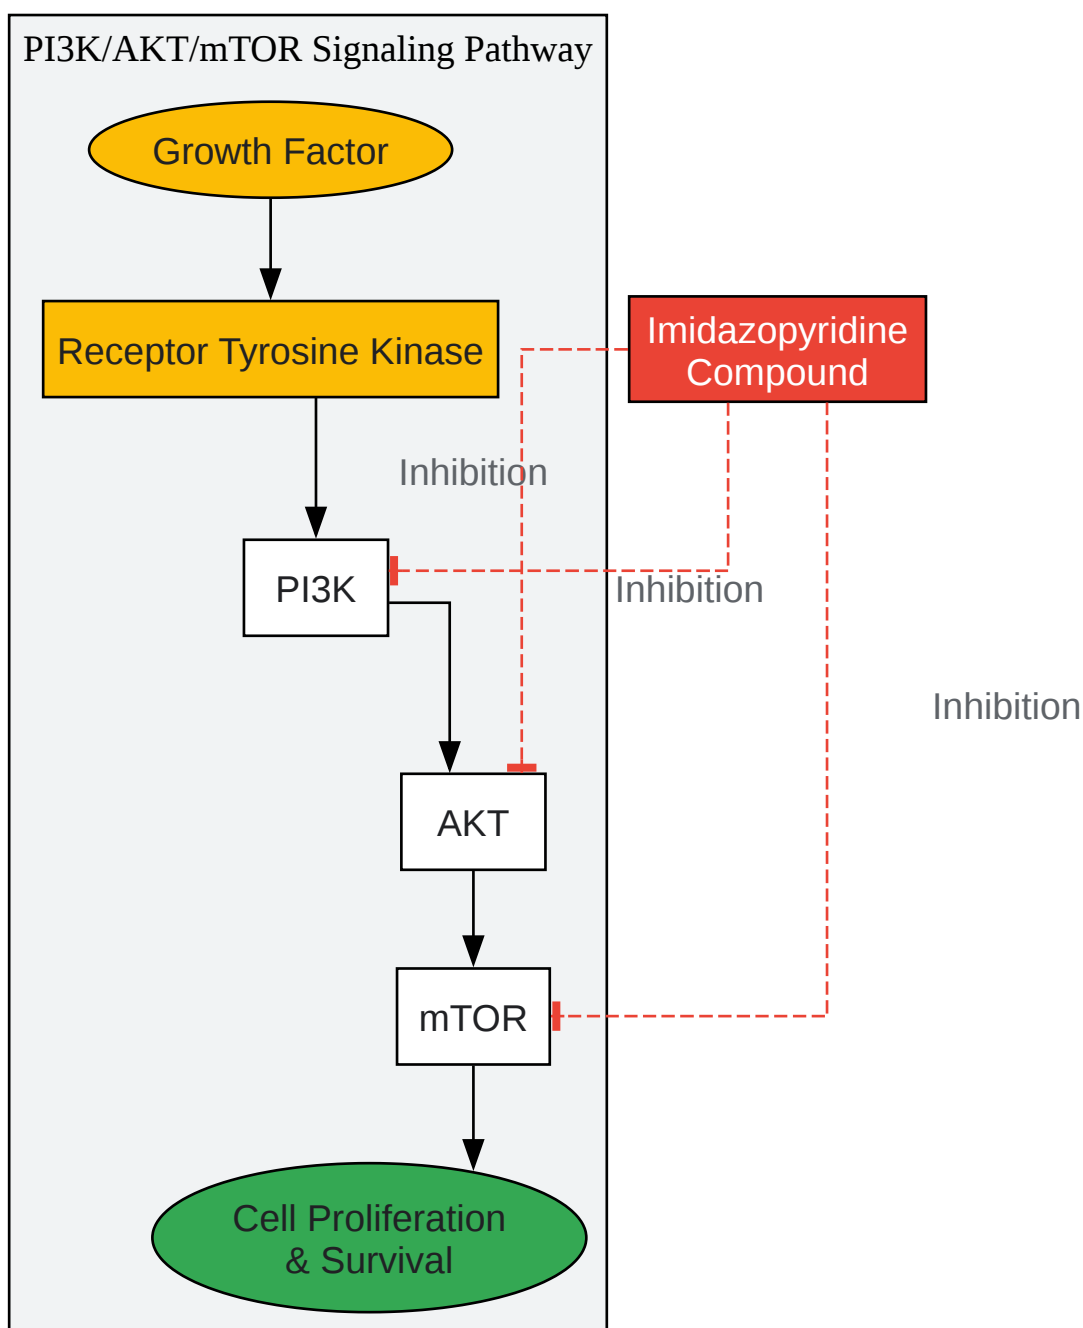 PI3K/AKT/mTOR Signaling Pathway
Growth Factor
Receptor Tyrosine Kinase
Imidazopyridine
Compound
Inhibition
PI3K
Inhibition
Inhibition
AKT
mTOR
Cell Proliferation
& Survival